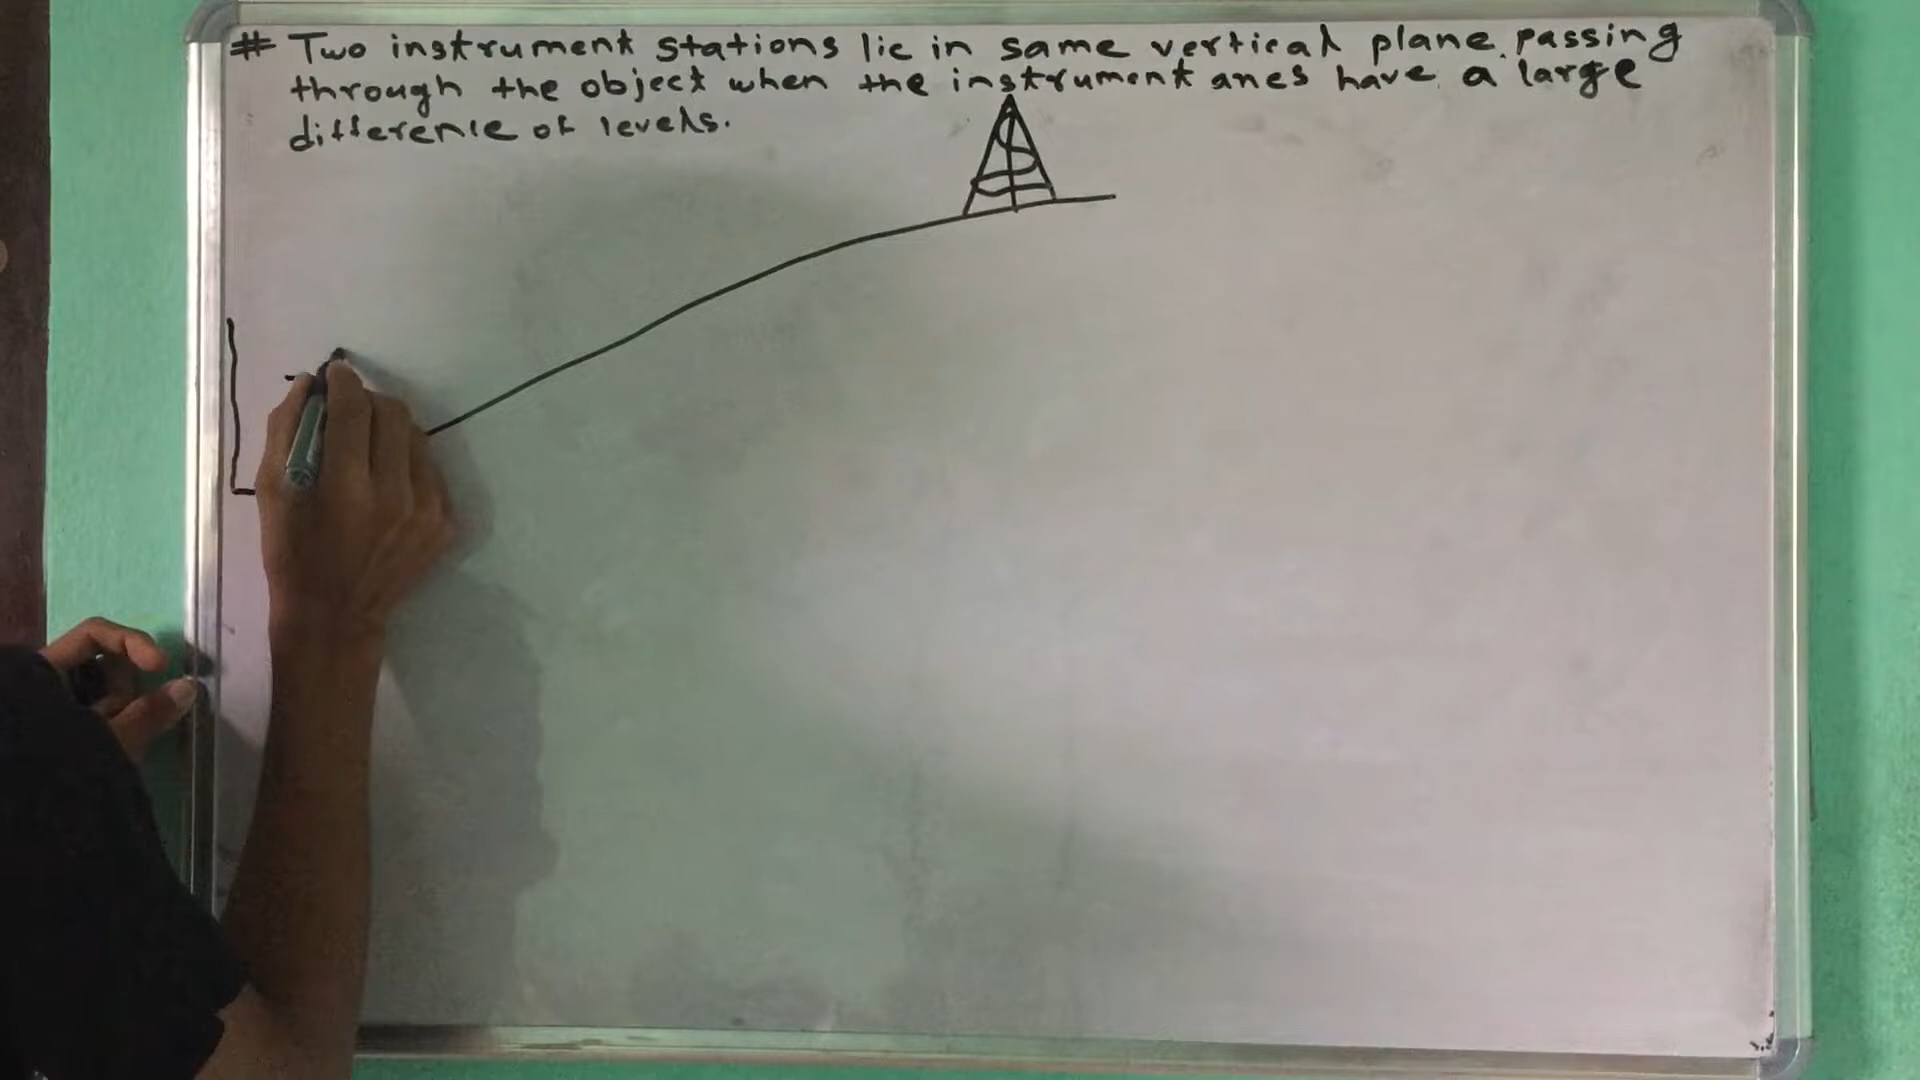 # Two instrument stations lie in same vertical plane passing
through the object when the instrument axes have a large
difference of levels.